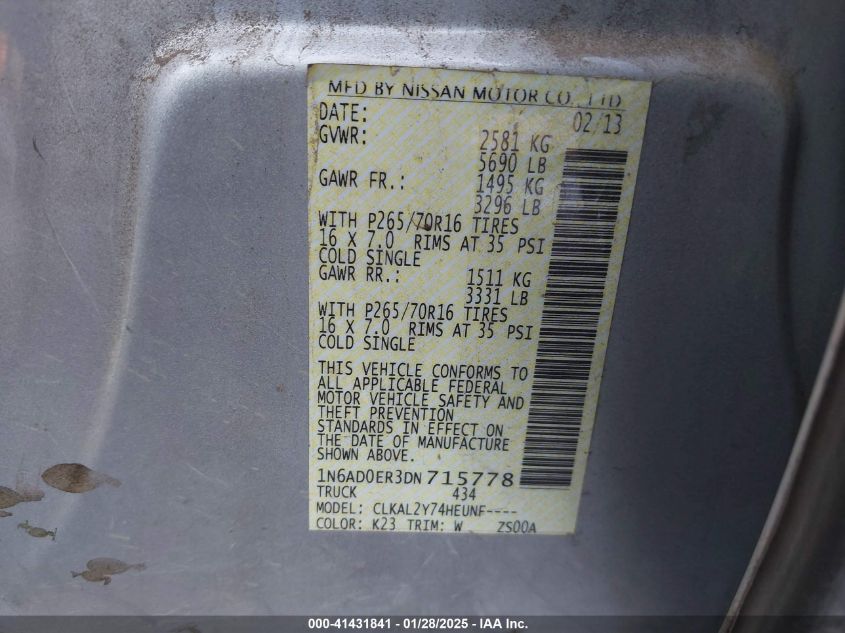 MFD BY NISSAN MOTOR CO., LTD
DATE: 02/13
GVWR: 2581 KG
5690 LB
GAWR FR.: 1495 KG
3296 LB
WITH P265/70R16 TIRES
16 X 7.0 RIMS AT 35 PSI
COLD SINGLE
GAWR RR.: 1511 KG
3331 LB
WITH P265/70R16 TIRES
16 X 7.0 RIMS AT 35 PSI
COLD SINGLE
THIS VEHICLE CONFORMS TO
ALL APPLICABLE FEDERAL
MOTOR VEHICLE SAFETY AND
THEFT PREVENTION
STANDARDS IN EFFECT ON
THE DATE OF MANUFACTURE
SHOWN ABOVE.
1N6AD0ER3DN715778
TRUCK 434
MODEL: CLKAL2Y74HEUNF----
COLOR: K23 TRIM: W ZS00A
000-41431841 / 01/28/2025 - IAA Inc.